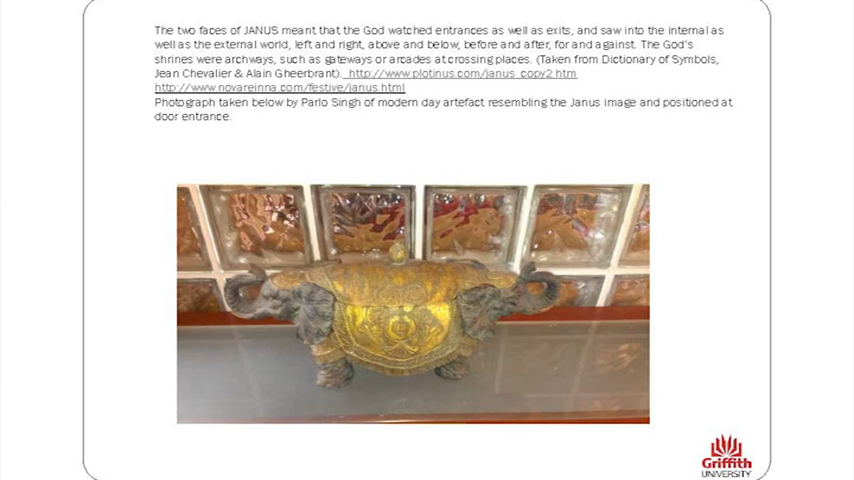 The two faces of JANUS meant that the God watched entrances as well as exits, and saw into the internal as
well as the external world, left and right, above and below, before and after, for and against. The God's
shrines were archways, such as gateways or arcades at crossing places. (Taken from Dictionary of Symbols,
Jean Chevalier & Alain Gheerbrant). http://www.plotinus.com/janus_copy2.htm
http://www.novareinna.com/festive/janus.html
Photograph taken below by Parlo Singh of modern day artefact resembling the Janus image and positioned at
door entrance.
Griffith
UNIVERSITY